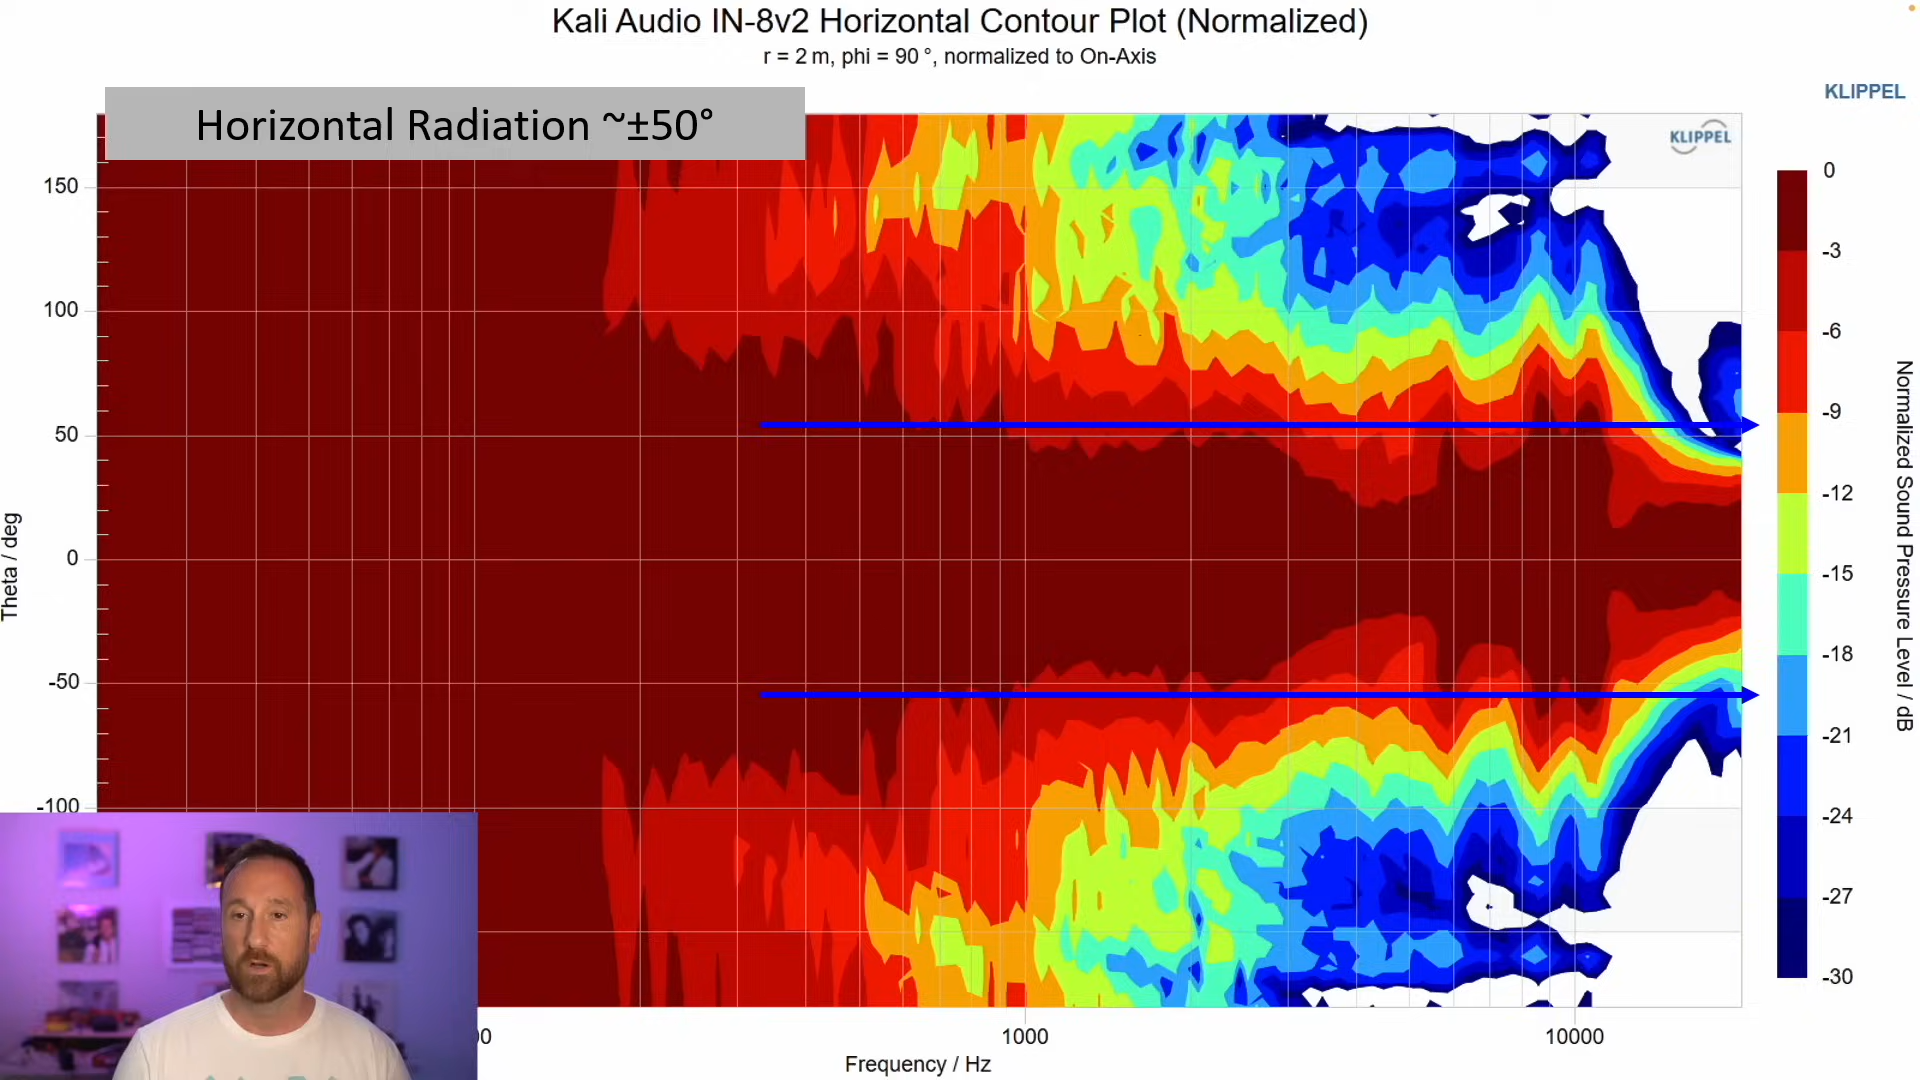 Kali Audio IN-8v2 Horizontal Contour Plot (Normalized)
r = 2 m, phi = 90 °, normalized to On-Axis
KLIPPEL
Horizontal Radiation ~±50°
KLIPPEL
150
100
50
0
-50
-100
Theta / deg
0
-3
-6
-9
-12
-15
-18
-21
-24
-27
-30
Normalized Sound Pressure Level / dB
00
1000
10000
Frequency / Hz